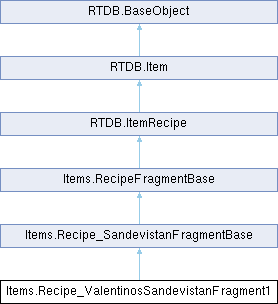 RTDB.BaseObject
RTDB.Item
RTDB.ItemRecipe
Items.RecipeFragmentBase
Items.Recipe_SandevistanFragmentBase
Items.Recipe_ValentinosSandevistanFragment1